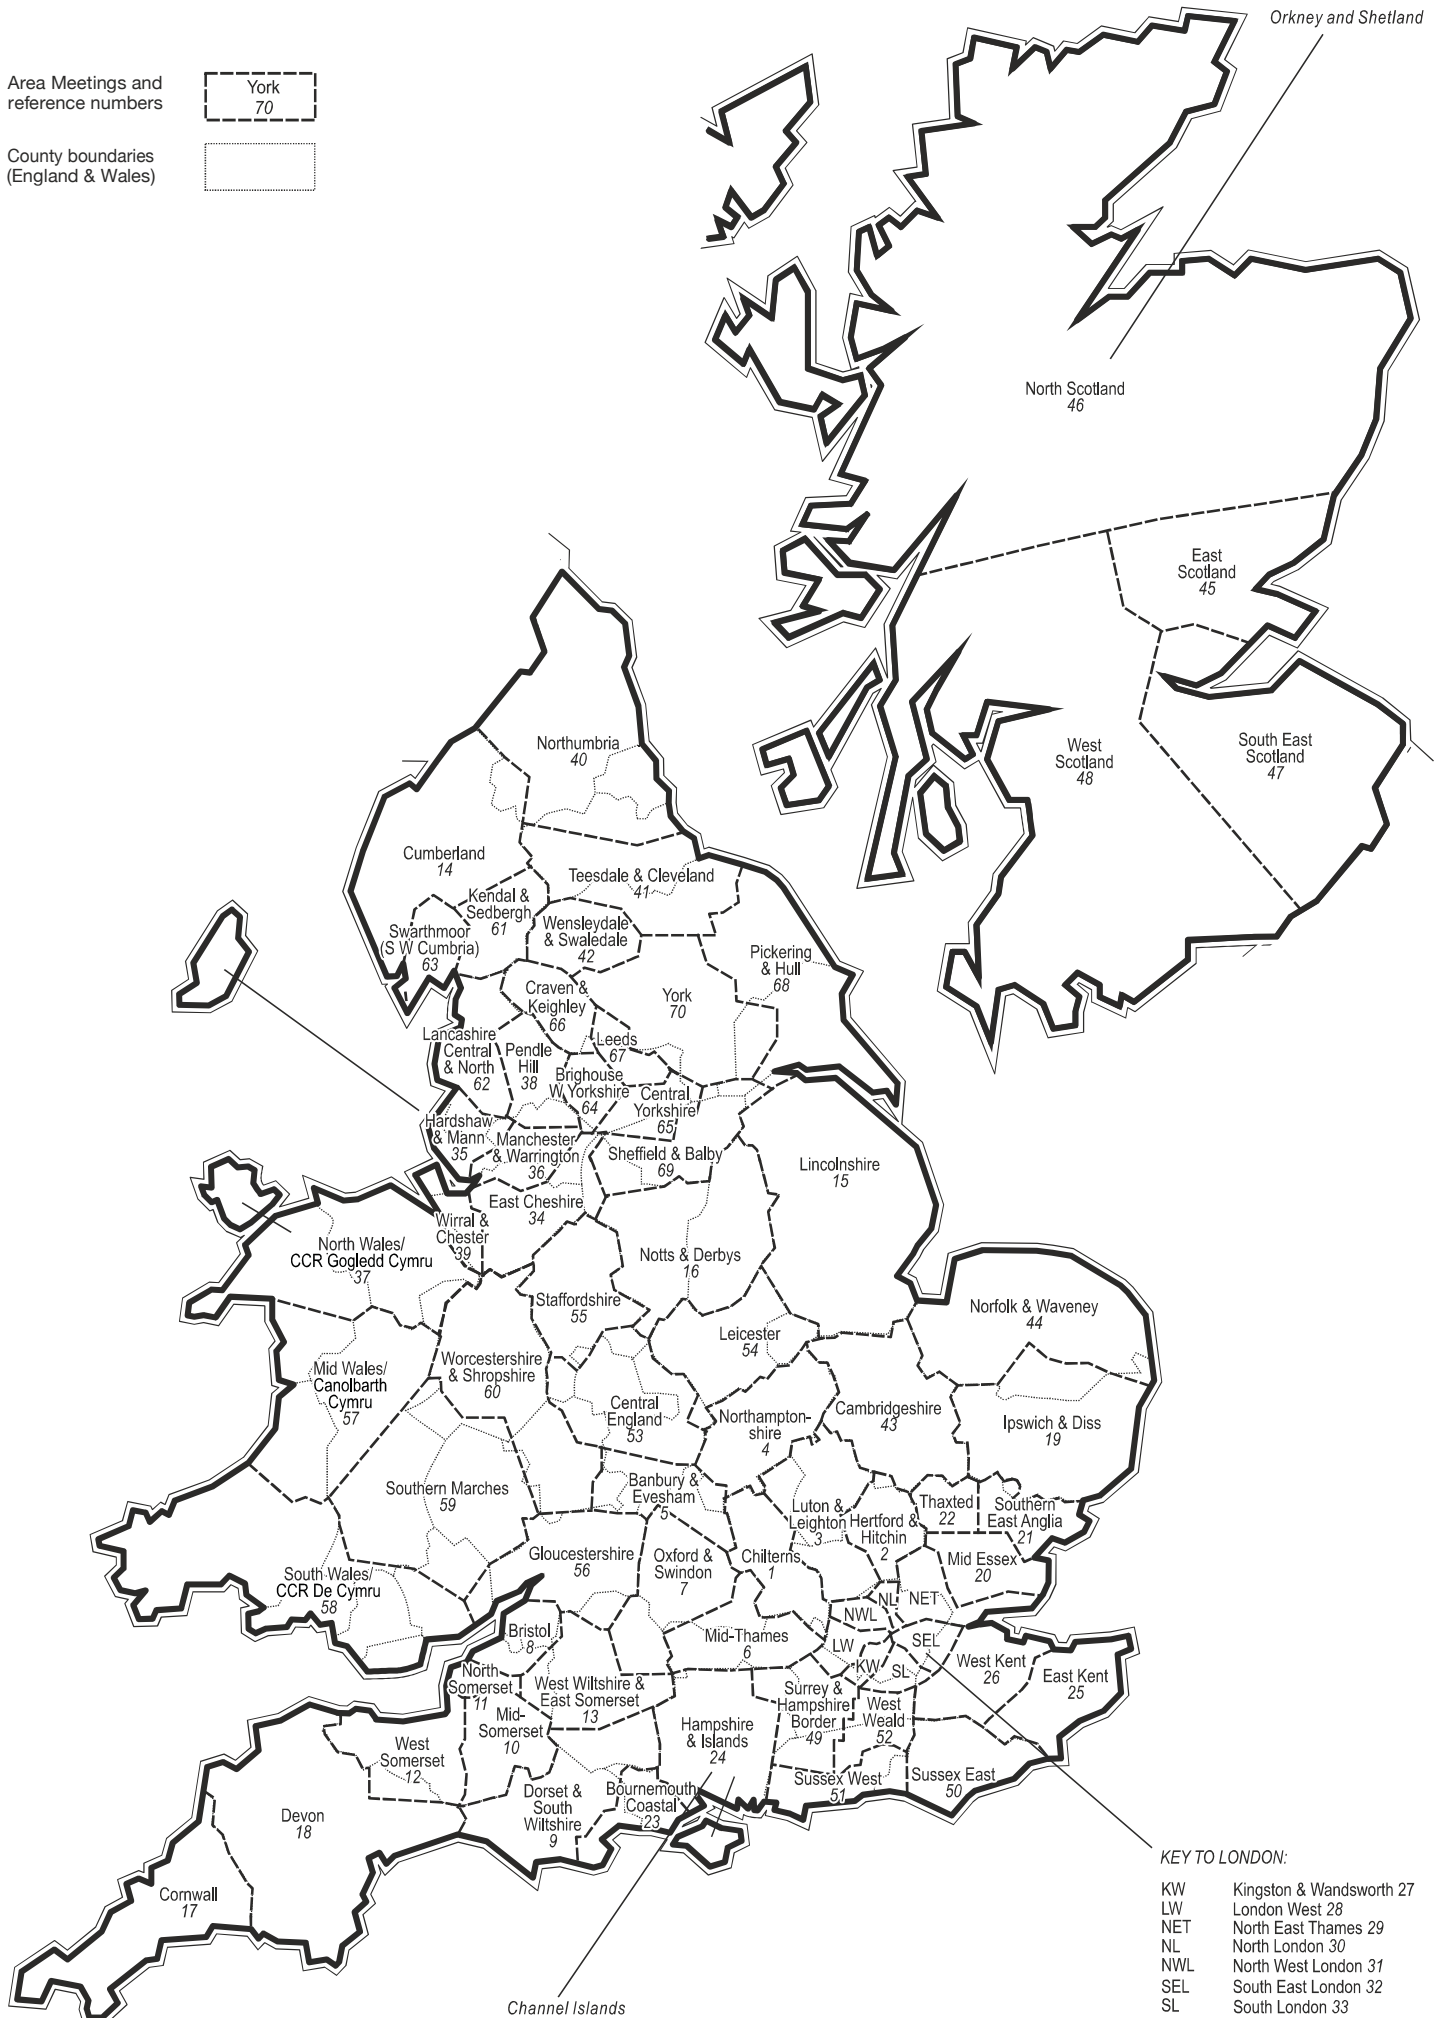 Orkney and Shetland
Area Meetings and
reference numbers
York
70
County boundaries
(England & Wales)
North Scotland
46
East
Scotland
45
West
Scotland
48
South East
Scotland
47
Northumbria
40
Cumberland
14
Teesdale & Cleveland
41
Kendal &
Sedbergh
61
Swarthmoor
(S W Cumbria)
63
Wensleydale
& Swaledale
42
Pickering
& Hull
68
Craven &
Keighley
66
York
70
Lancashire
Central
& North
62
Pendle
Hill
38
Leeds
67
Brighouse
W Yorkshire
64
Central
Yorkshire
65
Hardshaw
& Mann
35
Manchester
& Warrington
36
Sheffield & Balby
69
Lincolnshire
15
East Cheshire
34
Wirral &
Chester
39
North Wales/
CCR Gogledd Cymru
37
Notts & Derbys
16
Staffordshire
55
Leicester
54
Norfolk & Waveney
44
Mid Wales/
Canolbarth
Cymru
57
Worcestershire
& Shropshire
60
Central
England
53
Northampton-
shire
4
Cambridgeshire
43
Ipswich & Diss
19
Southern Marches
59
Banbury &
Evesham
5
Luton &
Leighton
3
Hertford &
Hitchin
2
Thaxted
22
Southern
East Anglia
21
Gloucestershire
56
Oxford &
Swindon
7
Chilterns
1
Mid Essex
20
South Wales/
CCR De Cymru
58
NL
NET
NWL
Bristol
8
Mid-Thames
6
LW
SEL
KW
SL
West Kent
26
East Kent
25
North
Somerset
11
West Wiltshire &
East Somerset
13
Surrey &
Hampshire
Border
49
West
Weald
52
Mid-
Somerset
10
Hampshire
& Islands
24
West
Somerset
12
Sussex West
51
Sussex East
50
Dorset &
South
Wiltshire
9
Bournemouth
Coastal
23
Devon
18
Cornwall
17
Channel Islands
KEY TO LONDON:
KW Kingston & Wandsworth 27
LW London West 28
NET North East Thames 29
NL North London 30
NWL North West London 31
SEL South East London 32
SL South London 33